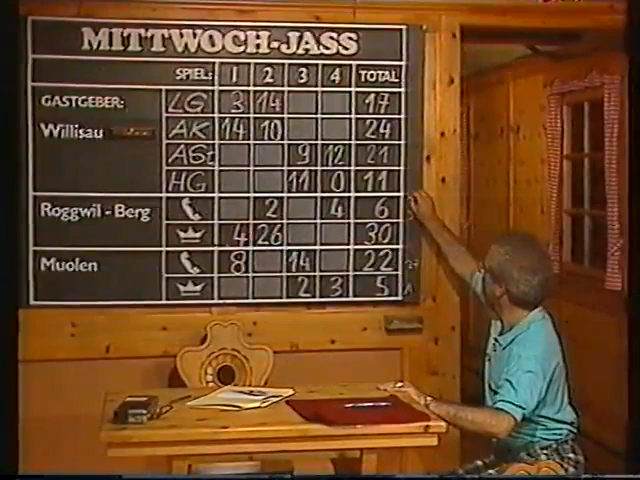 MITTWOCH-JASS
SPIEL: 1 2 3 4 TOTAL
GASTGEBER: LG 3 14 17
Willisau AK 14 10 24
ASt 9 12 21
HG 11 0 11
Roggwil-Berg 2 4 6
4 26 30
Muolen 8 14 22
2 3 5